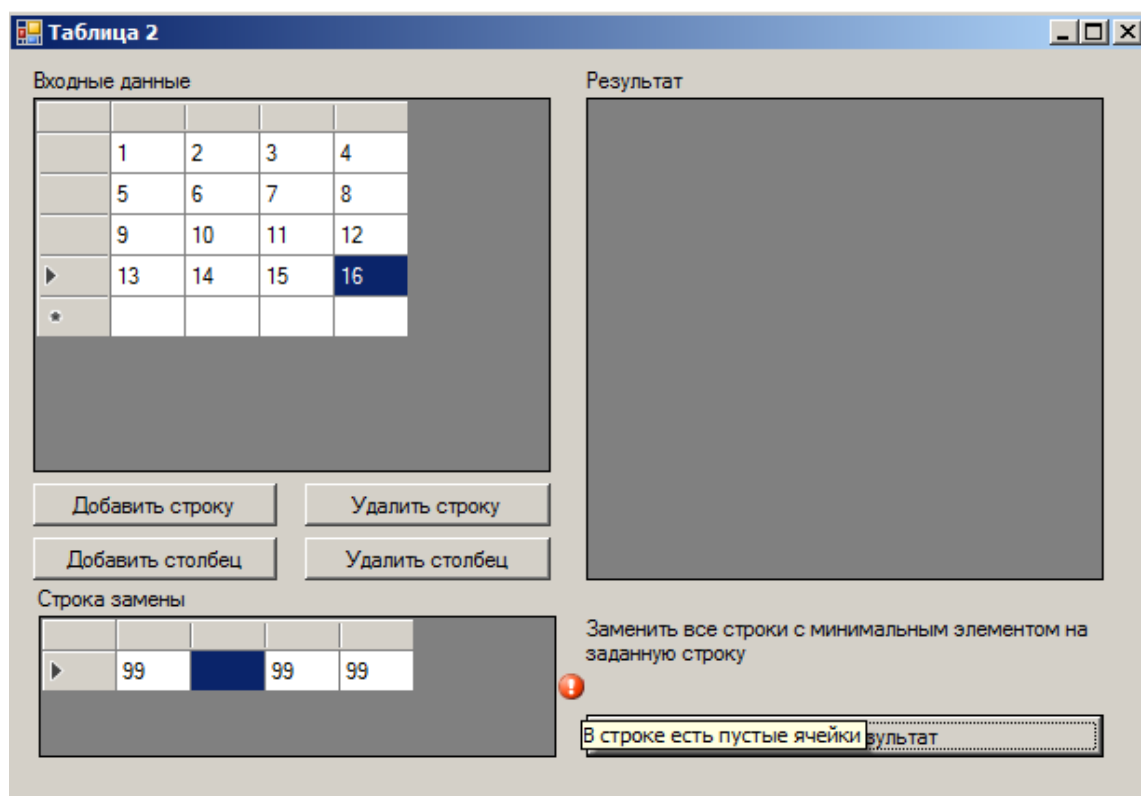 Таблица 2
Входные данные
Результат
1 2 3 4
5 6 7 8
9 10 11 12
13 14 15 16
Добавить строку
Удалить строку
Добавить столбец
Удалить столбец
Строка замены
99 99 99
Заменить все строки с минимальным элементом на
заданную строку
В строке есть пустые ячейки
зультат